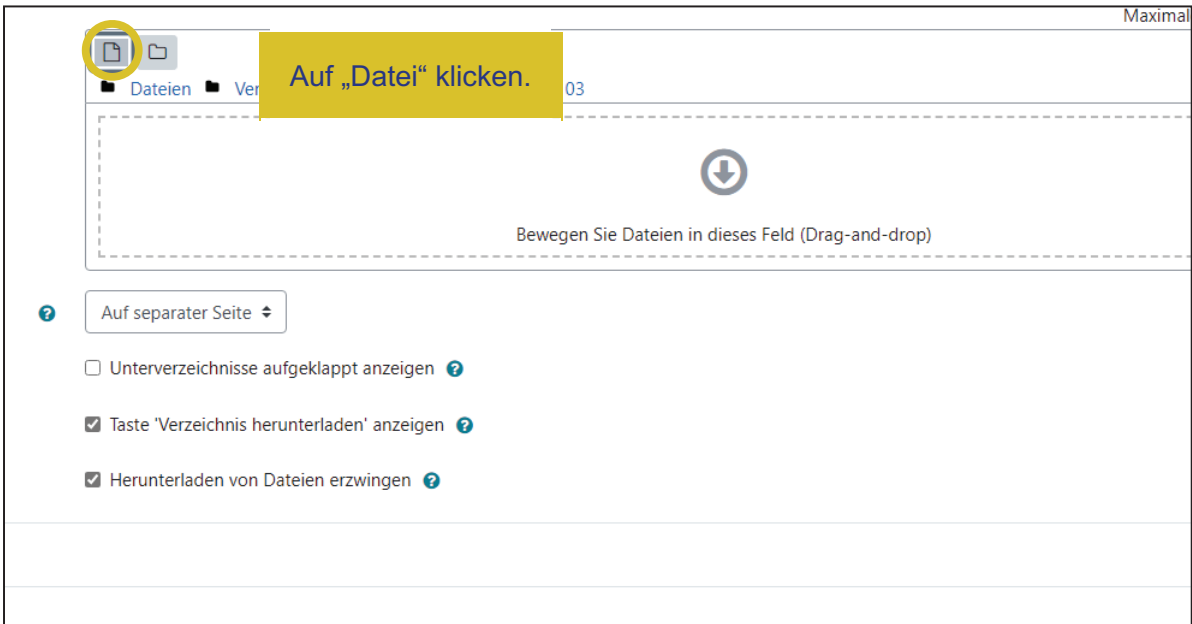 Maximal
Auf „Datei“ klicken.
Dateien Ver 03
Bewegen Sie Dateien in dieses Feld (Drag-and-drop)
Auf separater Seite
Unterverzeichnisse aufgeklappt anzeigen
Taste 'Verzeichnis herunterladen' anzeigen
Herunterladen von Dateien erzwingen